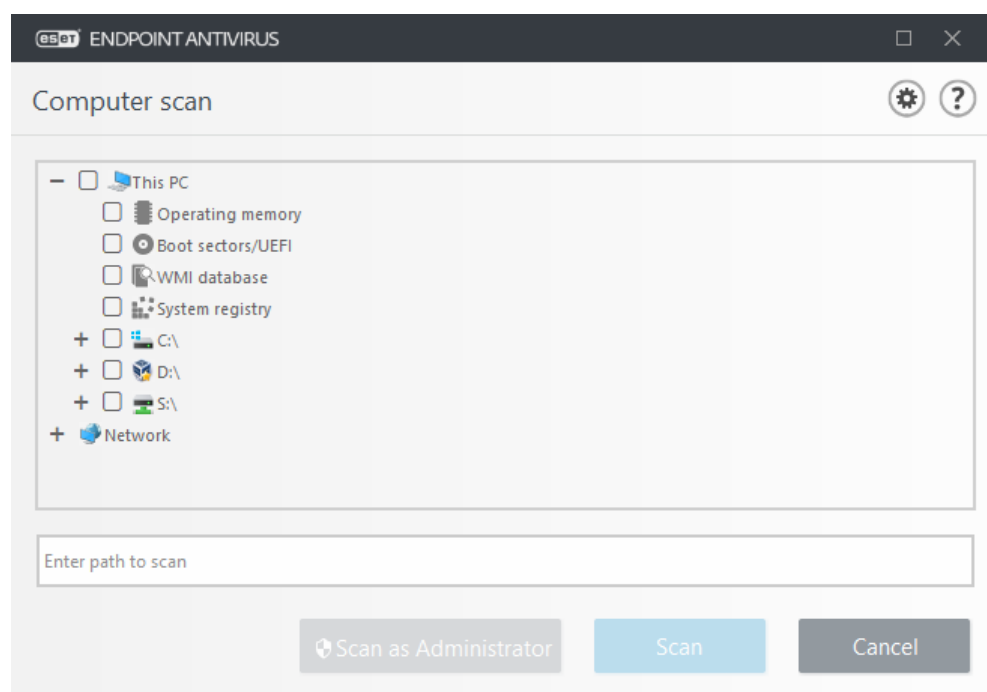 eset ENDPOINT ANTIVIRUS
Computer scan
?
This PC
Operating memory
Boot sectors/UEFI
WMI database
System registry
C:\
D:\
S:\
Network
Enter path to scan
Scan as Administrator Scan Cancel